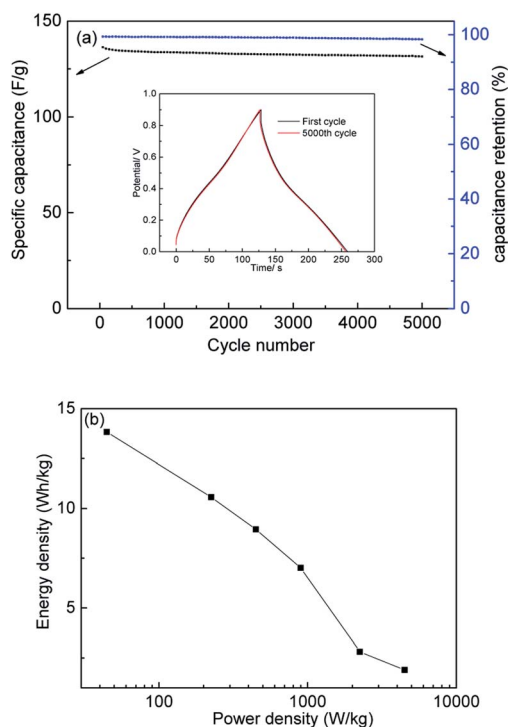 (a)
Specific capacitance (F/g)
150
100
50
0
capacitance retention (%)
100
80
60
40
20
0
First cycle
5000th cycle
Potential/ V
1.0
0.8
0.6
0.4
0.2
0.0
0 50 100 150 200 250 300
Time/ s
0 1000 2000 3000 4000 5000
Cycle number
(b)
Energy density (Wh/kg)
15
10
5
100 1000 10000
Power density (W/kg)